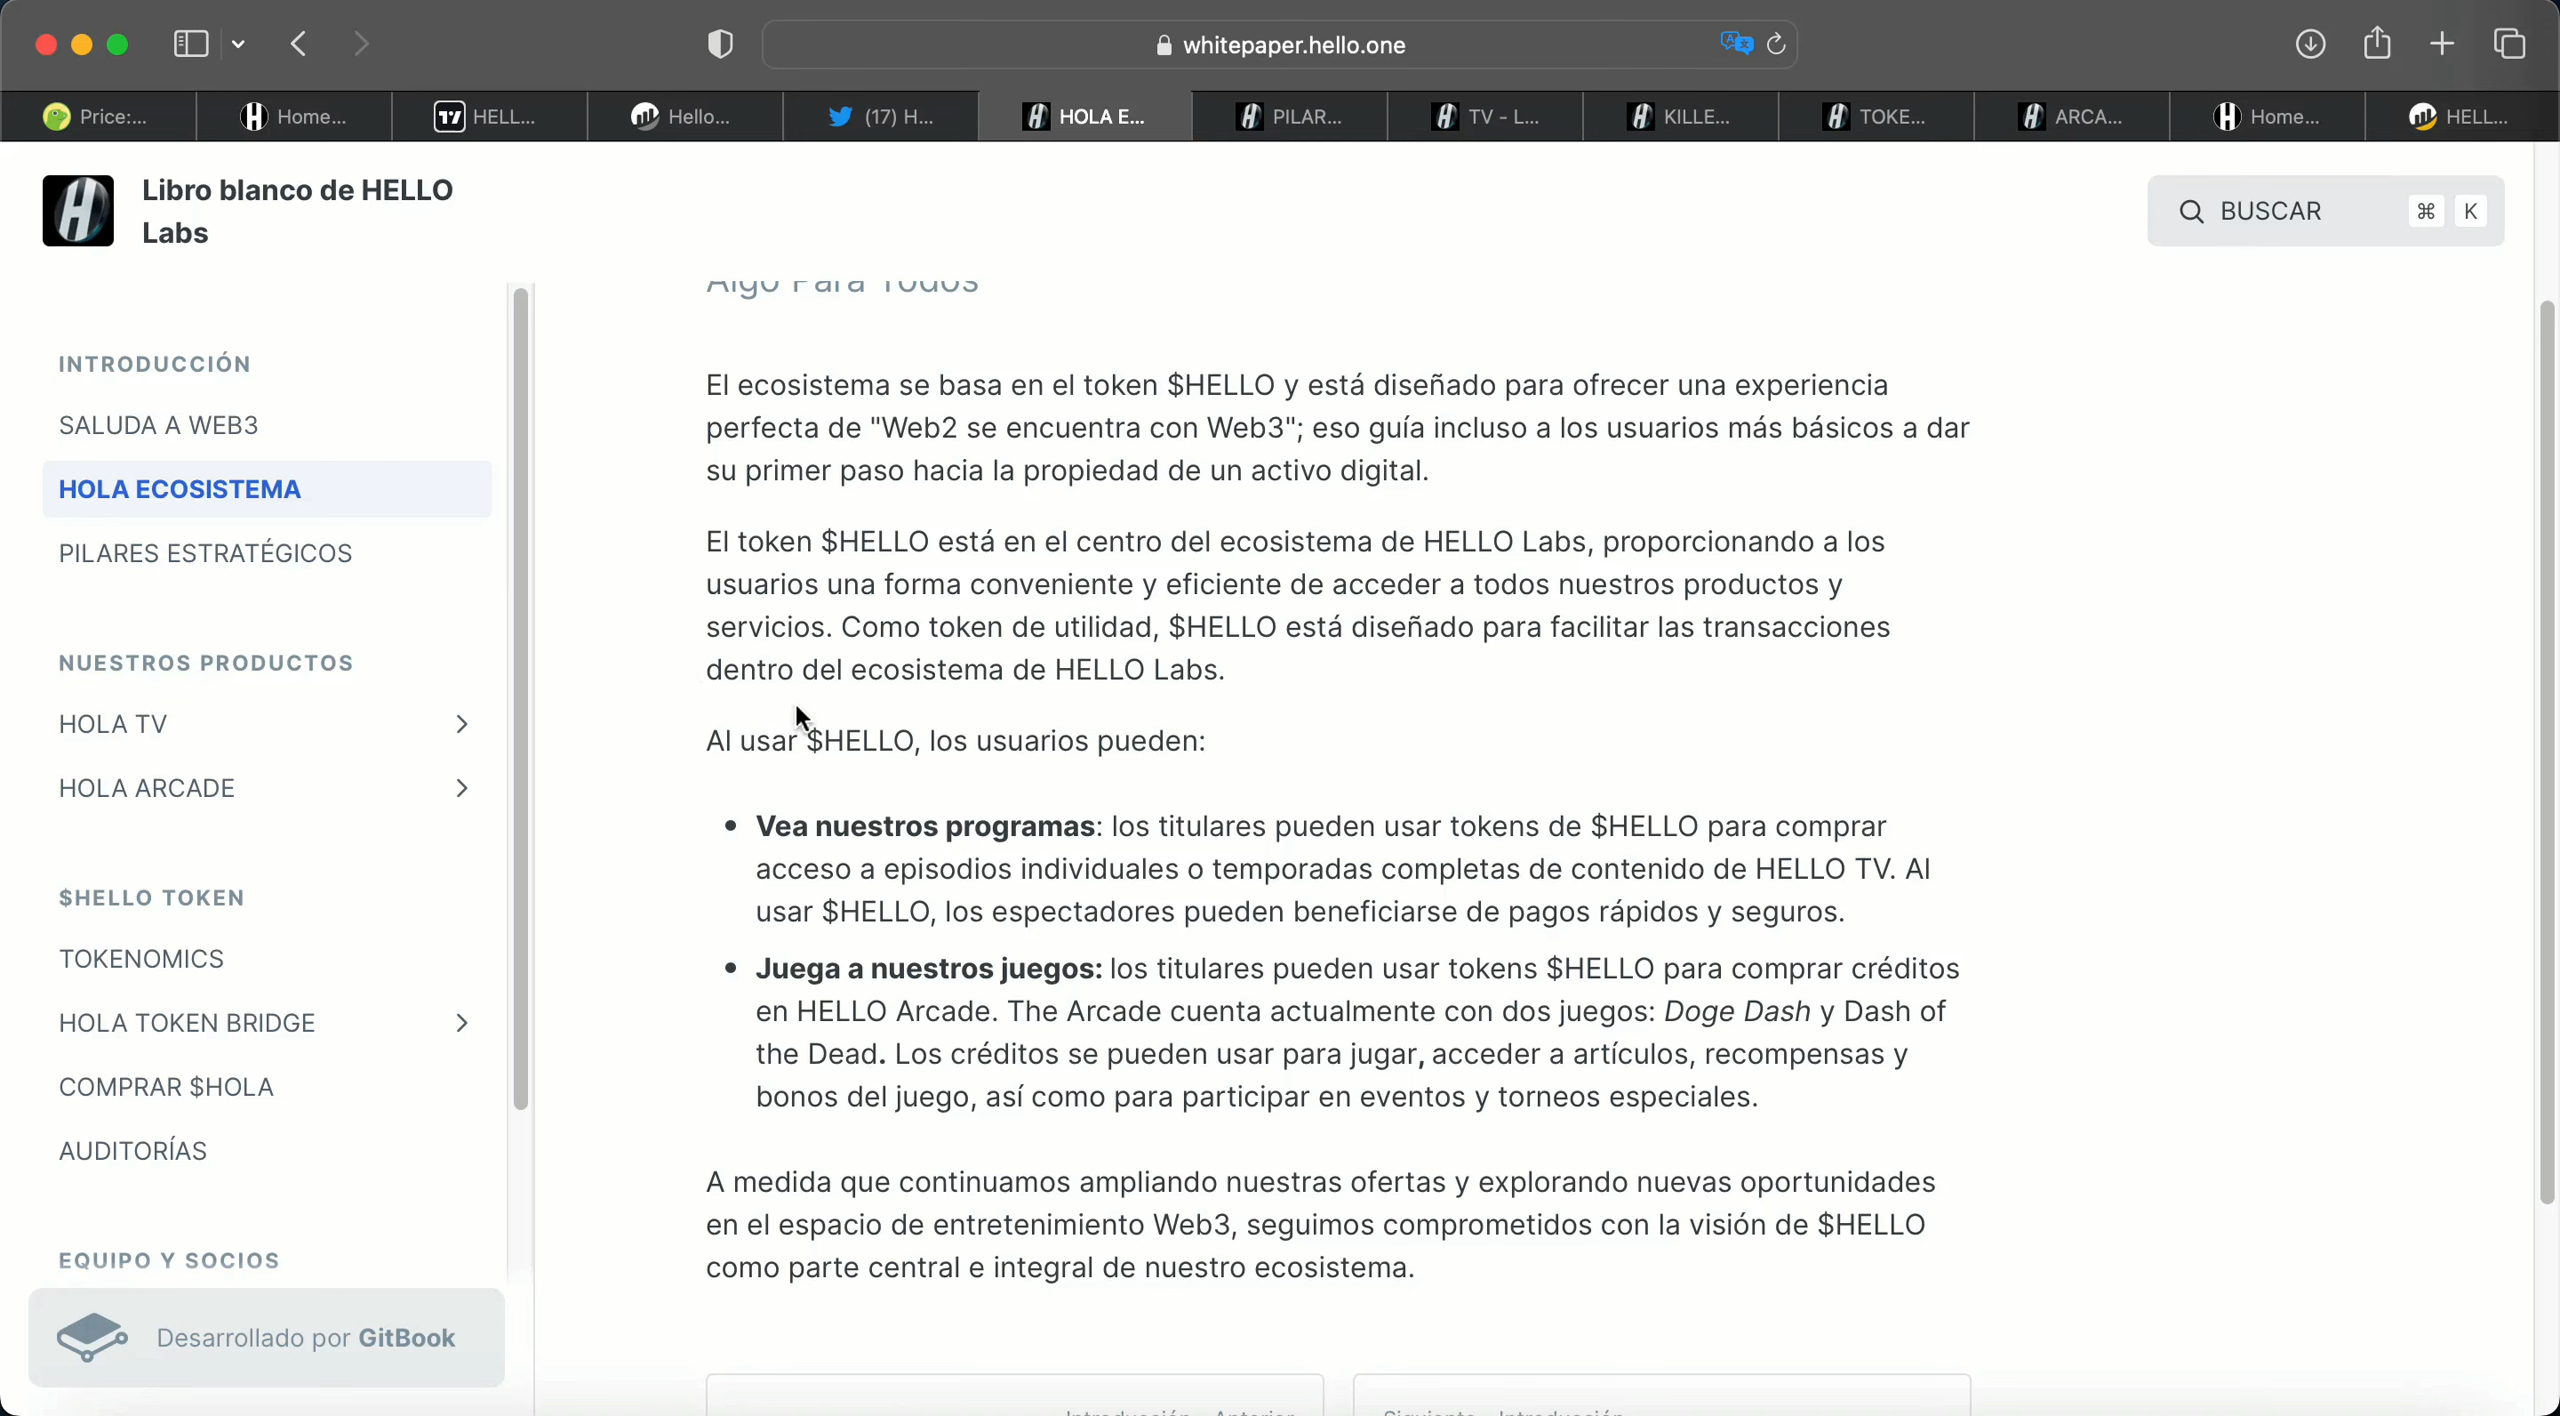 whitepaper.hello.one
Price:...
Home...
HELL...
Hello...
(17) H...
HOLA E...
PILAR...
TV - L...
KILLE...
TOKE...
ARCA...
Home...
HELL...
Libro blanco de HELLO
Labs
BUSCAR
⌘ K
INTRODUCCIÓN
SALUDA A WEB3
HOLA ECOSISTEMA
PILARES ESTRATÉGICOS
NUESTROS PRODUCTOS
HOLA TV
HOLA ARCADE
$HELLO TOKEN
TOKENOMICS
HOLA TOKEN BRIDGE
COMPRAR $HOLA
AUDITORÍAS
EQUIPO Y SOCIOS
Desarrollado por GitBook
Algo Para Todos
El ecosistema se basa en el token $HELLO y está diseñado para ofrecer una experiencia
perfecta de "Web2 se encuentra con Web3"; eso guía incluso a los usuarios más básicos a dar
su primer paso hacia la propiedad de un activo digital.
El token $HELLO está en el centro del ecosistema de HELLO Labs, proporcionando a los
usuarios una forma conveniente y eficiente de acceder a todos nuestros productos y
servicios. Como token de utilidad, $HELLO está diseñado para facilitar las transacciones
dentro del ecosistema de HELLO Labs.
Al usar $HELLO, los usuarios pueden:
• Vea nuestros programas: los titulares pueden usar tokens de $HELLO para comprar
acceso a episodios individuales o temporadas completas de contenido de HELLO TV. Al
usar $HELLO, los espectadores pueden beneficiarse de pagos rápidos y seguros.
• Juega a nuestros juegos: los titulares pueden usar tokens $HELLO para comprar créditos
en HELLO Arcade. The Arcade cuenta actualmente con dos juegos: Doge Dash y Dash of
the Dead. Los créditos se pueden usar para jugar, acceder a artículos, recompensas y
bonos del juego, así como para participar en eventos y torneos especiales.
A medida que continuamos ampliando nuestras ofertas y explorando nuevas oportunidades
en el espacio de entretenimiento Web3, seguimos comprometidos con la visión de $HELLO
como parte central e integral de nuestro ecosistema.
Introducción - Anterior
Siguiente - Introducción